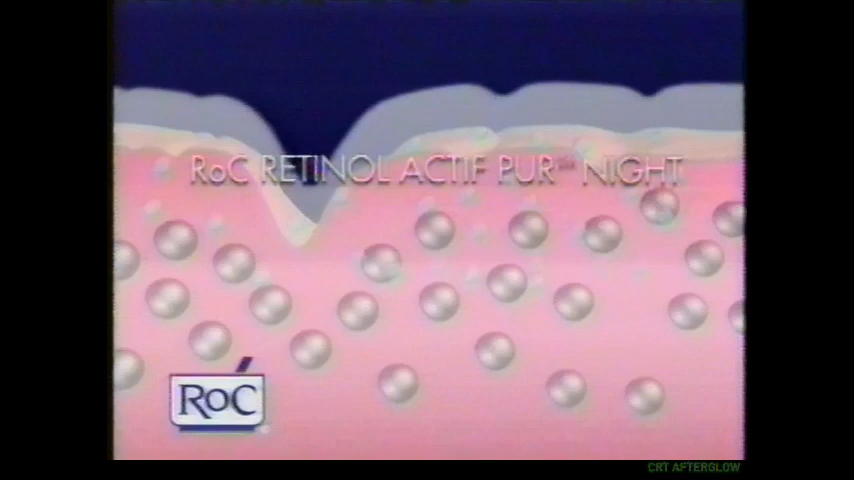 RoC RETINOL ACTIF PUR™ NIGHT
RoC
CRT AFTERGLOW